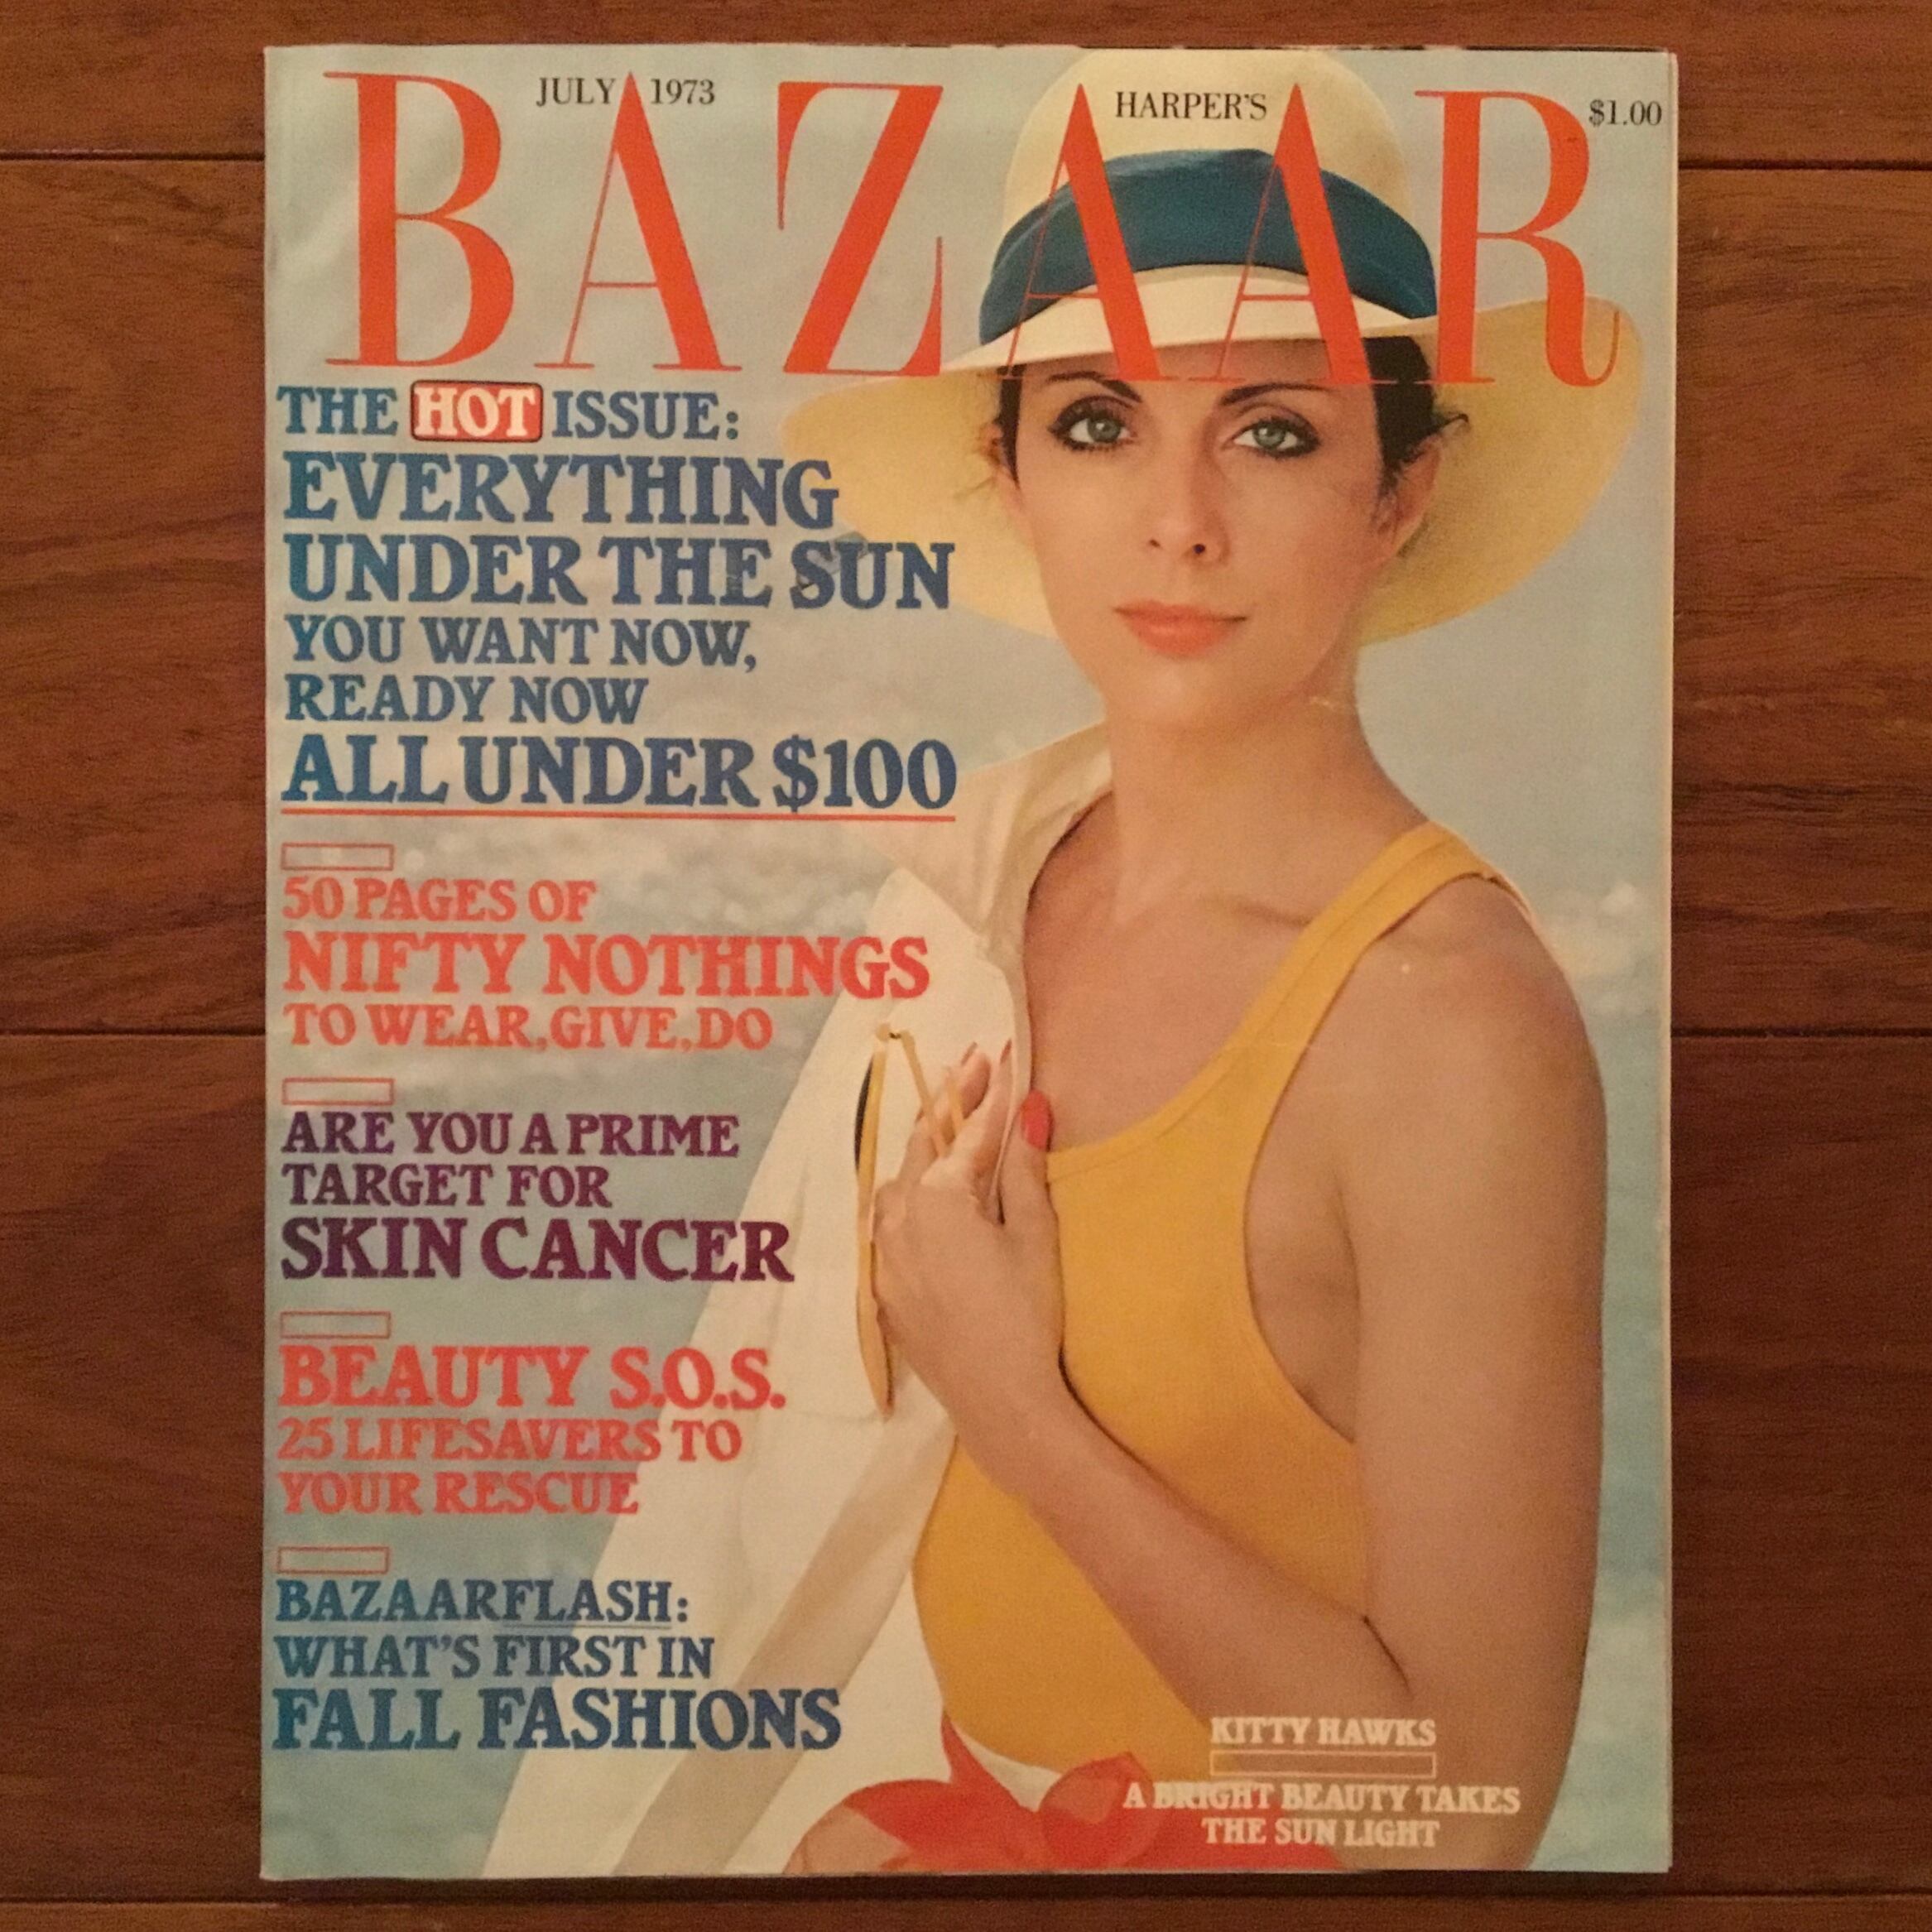 JULY 1973
HARPER'S
$1.00
BAZAAR
THE HOT ISSUE:
EVERYTHING
UNDER THE SUN
YOU WANT NOW,
READY NOW
ALL UNDER $100
50 PAGES OF
NIFTY NOTHINGS
TO WEAR, GIVE, DO
ARE YOU A PRIME
TARGET FOR
SKIN CANCER
BEAUTY S.O.S.
25 LIFESAVERS TO
YOUR RESCUE
BAZAARFLASH:
WHAT'S FIRST IN
FALL FASHIONS
KITTY HAWKS
A BRIGHT BEAUTY TAKES
THE SUN LIGHT